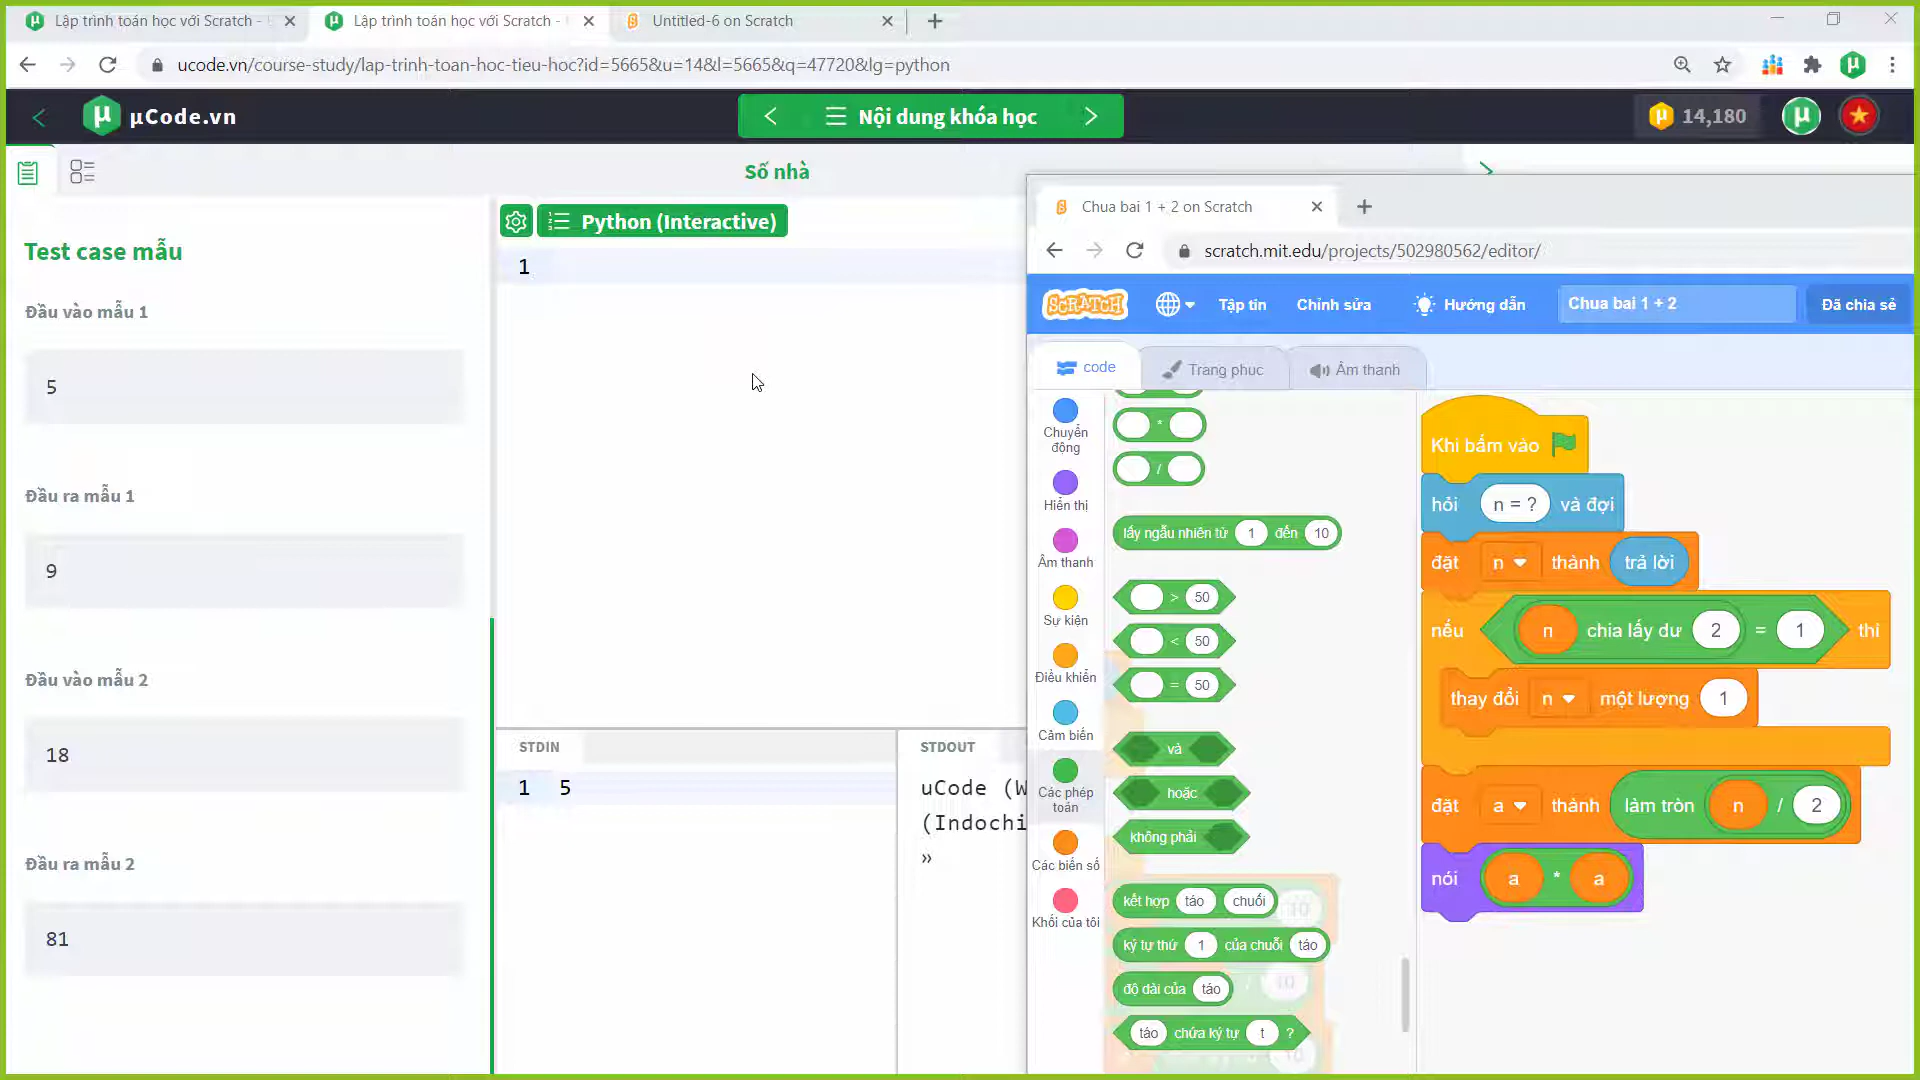 Lập trình toán học với Scratch -
Lập trình toán học với Scratch -
Untitled-6 on Scratch
ucode.vn/course-study/lap-trinh-toan-hoc-tieu-hoc?id=5665&u=14&l=5665&q=47720&lg=python
µCode.vn
Nội dung khóa học
14,180
Số nhà
Python (Interactive)
Test case mẫu
1
Đầu vào mẫu 1
5
Đầu ra mẫu 1
9
Đầu vào mẫu 2
18
Đầu ra mẫu 2
81
STDIN
1 5
STDOUT
uCode (W
(Indochi
»
Chua bai 1 + 2 on Scratch
scratch.mit.edu/projects/502980562/editor/
SCRATCH
Tập tin
Chỉnh sửa
Hướng dẫn
Chua bai 1 + 2
Đã chia sẻ
code
Trang phục
Âm thanh
Chuyển động
Hiển thị
Âm thanh
Sự kiện
Điều khiển
Cảm biến
Các phép toán
Các biến số
Khối của tôi
*
/
lấy ngẫu nhiên từ 1 đến 10
> 50
< 50
= 50
và
hoặc
không phải
kết hợp táo chuối
ký tự thứ 1 của chuỗi táo
độ dài của táo
táo chứa ký tự t ?
Khi bấm vào
hỏi n = ? và đợi
đặt n thành trả lời
nếu n chia lấy dư 2 = 1 thì
thay đổi n một lượng 1
đặt a thành làm tròn n / 2
nói a * a